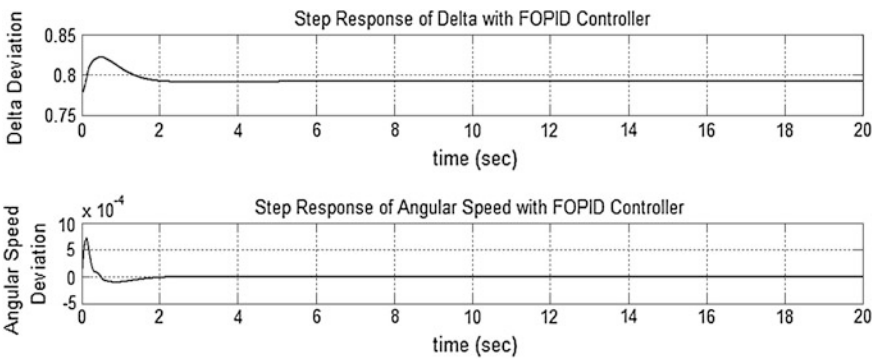 Step Response of Delta with FOPID Controller
Delta Deviation
0.85
0.8
0.75
0 2 4 6 8 10 12 14 16 18 20
time (sec)
Step Response of Angular Speed with FOPID Controller
Angular Speed
Deviation
x 10^-4
10
5
0
-5
0 2 4 6 8 10 12 14 16 18 20
time (sec)